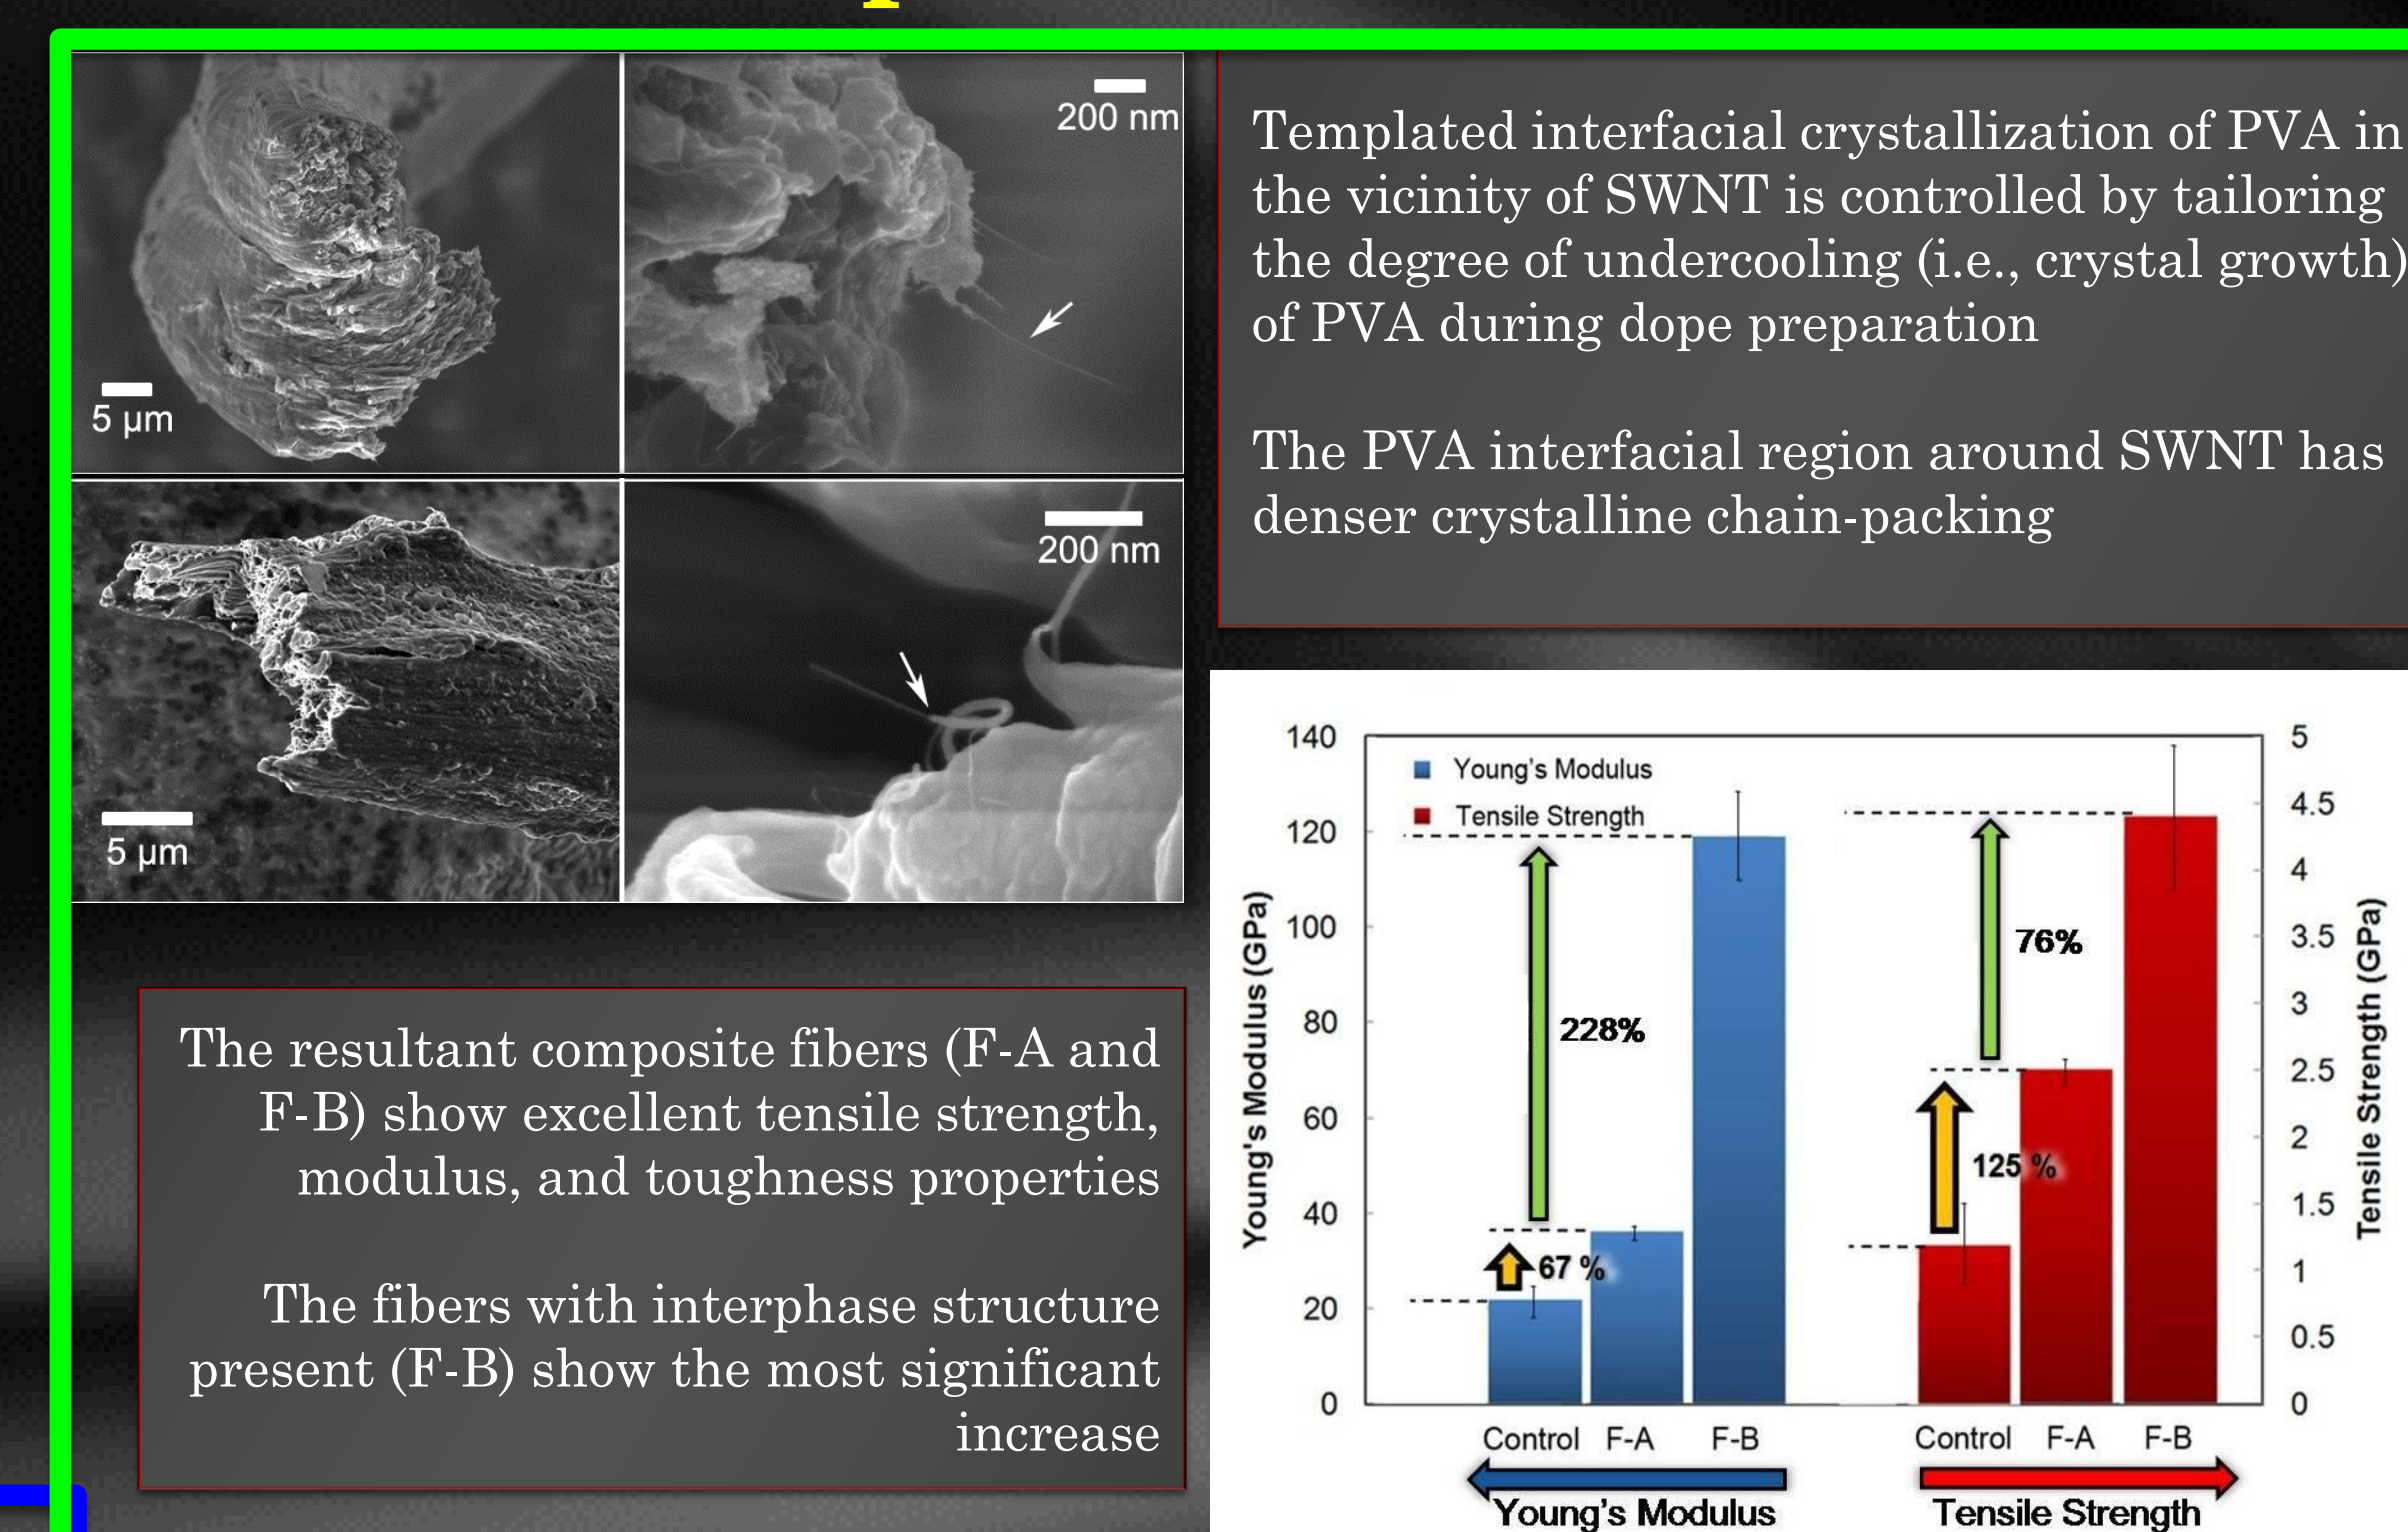 200 nm
5 µm
200 nm
5 µm
Templated interfacial crystallization of PVA in
the vicinity of SWNT is controlled by tailoring
the degree of undercooling (i.e., crystal growth)
of PVA during dope preparation
The PVA interfacial region around SWNT has
denser crystalline chain-packing
The resultant composite fibers (F-A and
F-B) show excellent tensile strength,
modulus, and toughness properties
The fibers with interphase structure
present (F-B) show the most significant
increase
Young's Modulus
Tensile Strength
Young's Modulus (GPa)
140
120
100
80
60
40
20
0
228%
67 %
76%
125 %
5
4.5
4
3.5
3
2.5
2
1.5
1
0.5
0
Tensile Strength (GPa)
Control F-A F-B
Control F-A F-B
Young's Modulus
Tensile Strength